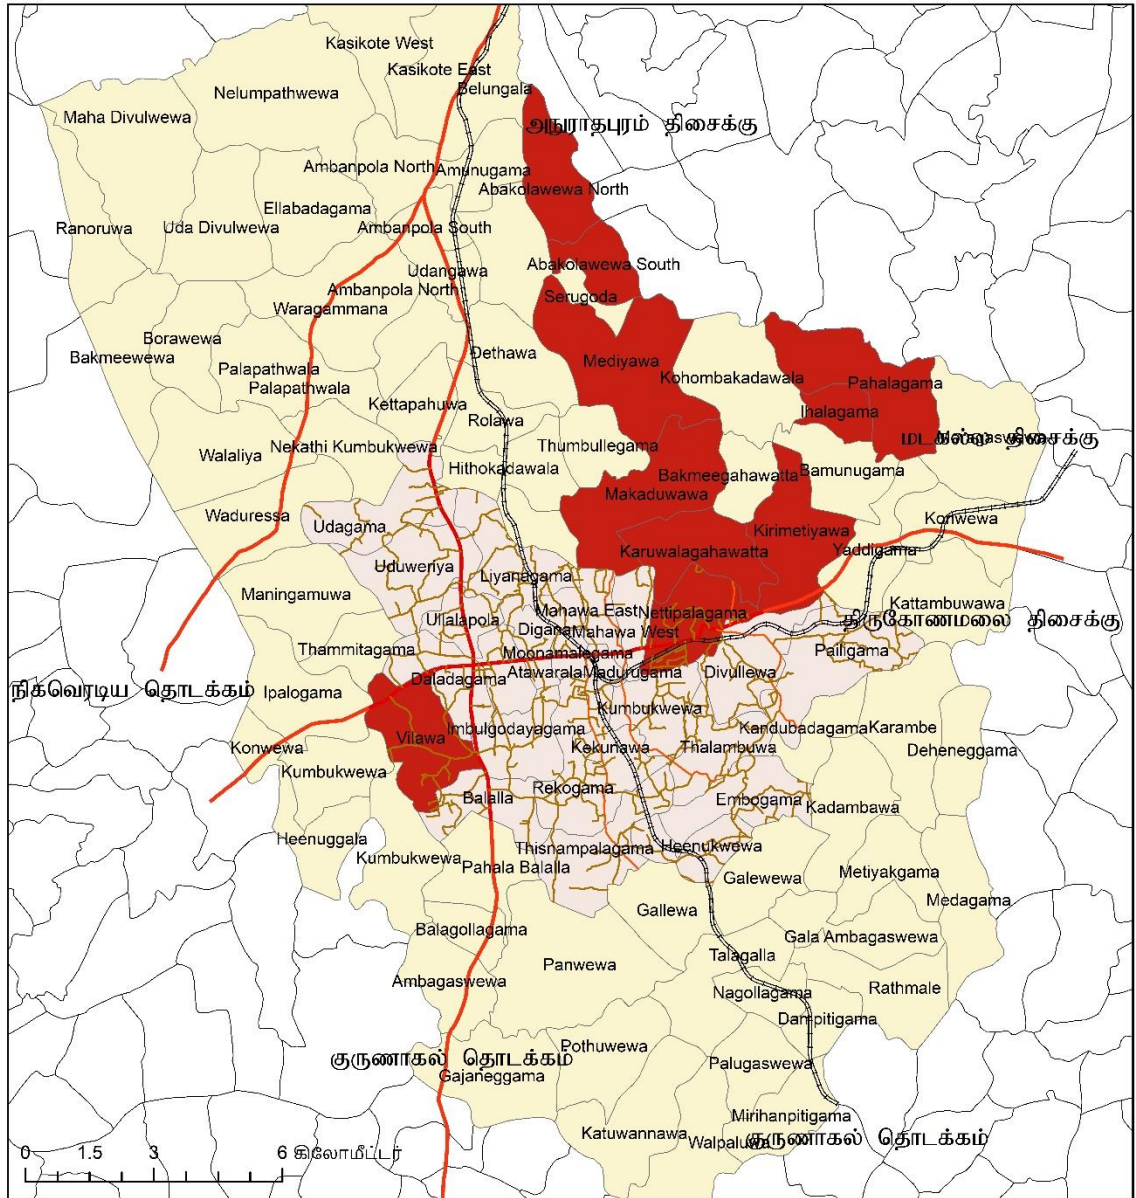 Kasikote West
Kasikote East
Belungala
Nelumpathwewa
Maha Divulwewa
அநுராதபுரம் திசைக்கு
Ambanpola North
Amunugama
Abakolawewa North
Ellabadagama
Ranoruwa
Uda Divulwewa
Ambanpola South
Abakolawewa South
Udangawa
Ambanpola North
Serugoda
Waragammana
Borawewa
Bakmeewewa
Dethawa
Mediyawa
Palapathwala
Kohombakadawala
Pahalagama
Palapathwala
Kettapahuwa
Ihalagama
Rolawa
திசைக்கு
Nekathi Kumbukwewa
Thumbullegama
Walaliya
Hithokadawala
Bakmeegahawatta
Bamunugama
Makaduwawa
Waduressa
Udagama
Kirimetiyawa
Konwewa
Karuwalagahawatta
Yaddigama
Uduweriya
Liyanagama
Maningamuwa
Kattambuwawa
Mahawa East
Nettipalagama
திருகோணமலை திசைக்கு
Ullalapola
Digana
Mahawa West
Thammitagama
Moonamalegama
Pailigama
Daladagama
Atawarala
Madurugama
Divullewa
நிகவெரடிய தொடக்கம்
Ipalogama
Kumbukwewa
Vilawa
Imbulgodayagama
Kandubadagama
Karambe
Konwewa
Kekunawa
Thalambuwa
Deheneggama
Kumbukwewa
Rekogama
Balalla
Embogama
Kadambawa
Heenuggala
Thisnampalagama
Heenukwewa
Kumbukwewa
Pahala Balalla
Galewewa
Metiyakgama
Medagama
Gallewa
Balagollagama
Gala Ambagaswewa
Talagalla
Panwewa
Ambagaswewa
Nagollagama
Rathmale
Dampitigama
குருணாகல் தொடக்கம்
Pothuwewa
Palugaswewa
Gajaneggama
Mirihanpitigama
Katuwannawa
குருணாகல் தொடக்கம்
0 1.5 3 6 கிலோமீட்டர்